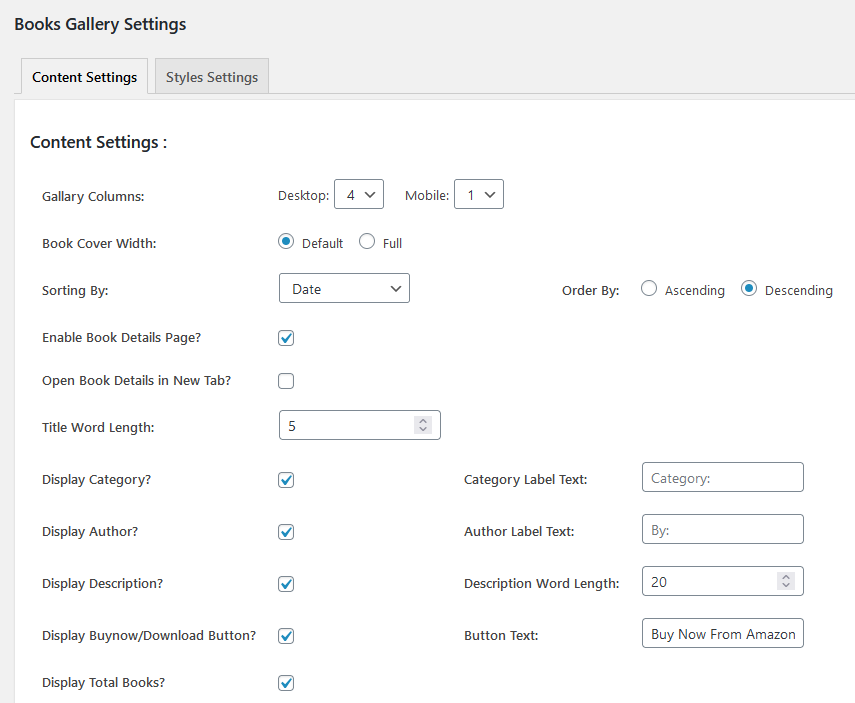 Books Gallery Settings
Content Settings Styles Settings
Content Settings :
Gallary Columns: Desktop: 4 Mobile: 1
Book Cover Width: Default Full
Sorting By: Date Order By: Ascending Descending
Enable Book Details Page?
Open Book Details in New Tab?
Title Word Length: 5
Display Category? Category Label Text: Category:
Display Author? Author Label Text: By:
Display Description? Description Word Length: 20
Display Buynow/Download Button? Button Text: Buy Now From Amazon
Display Total Books?